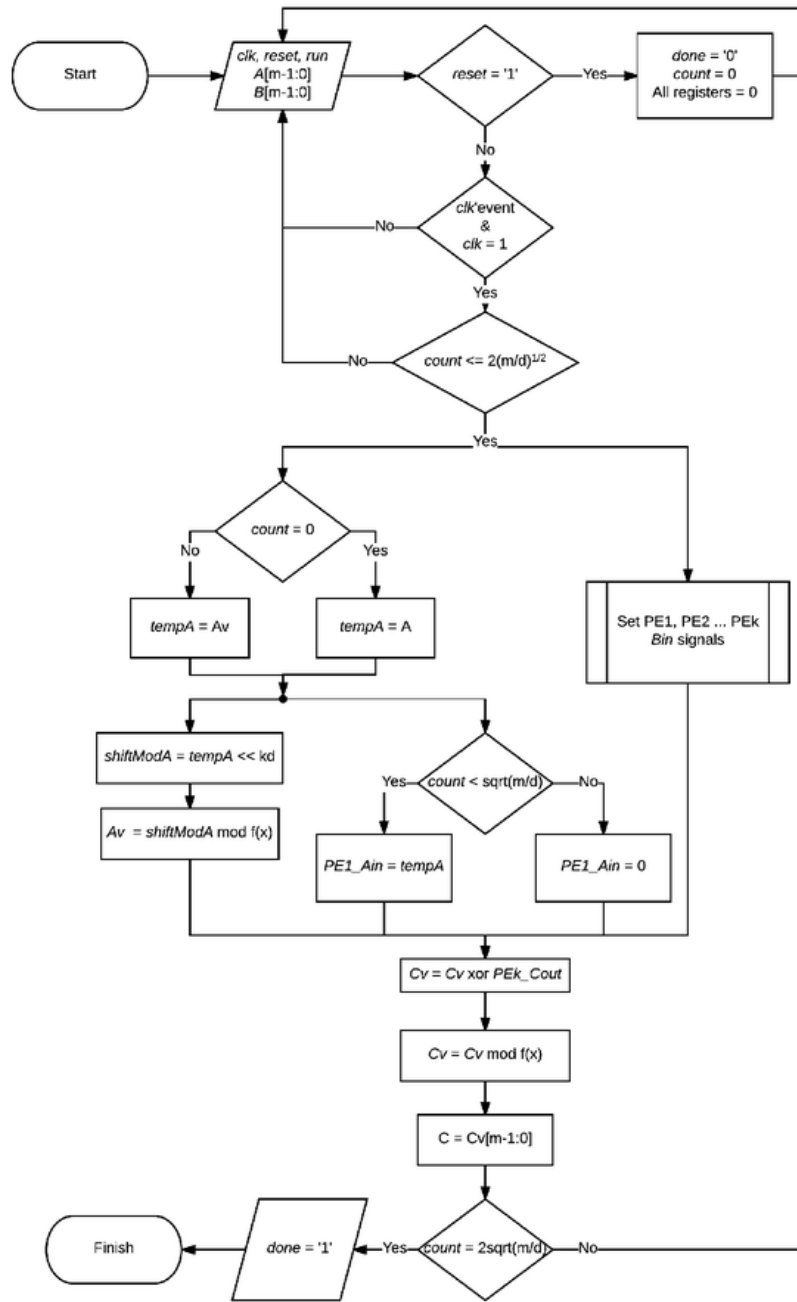 Start
clk, reset, run
A[m-1:0]
B[m-1:0]
reset = '1'
Yes
done = '0'
count = 0
All registers = 0
No
clk'event
&
clk = 1
No
Yes
count <= 2(m/d)^1/2
No
Yes
count = 0
No
Yes
tempA = Av
tempA = A
Set PE1, PE2 ... PEk
Bin signals
shiftModA = tempA << kd
count < sqrt(m/d)
Yes
No
Av = shiftModA mod f(x)
PE1_Ain = tempA
PE1_Ain = 0
Cv = Cv xor PEk_Cout
Cv = Cv mod f(x)
C = Cv[m-1:0]
Finish
done = '1'
Yes
count = 2sqrt(m/d)
No